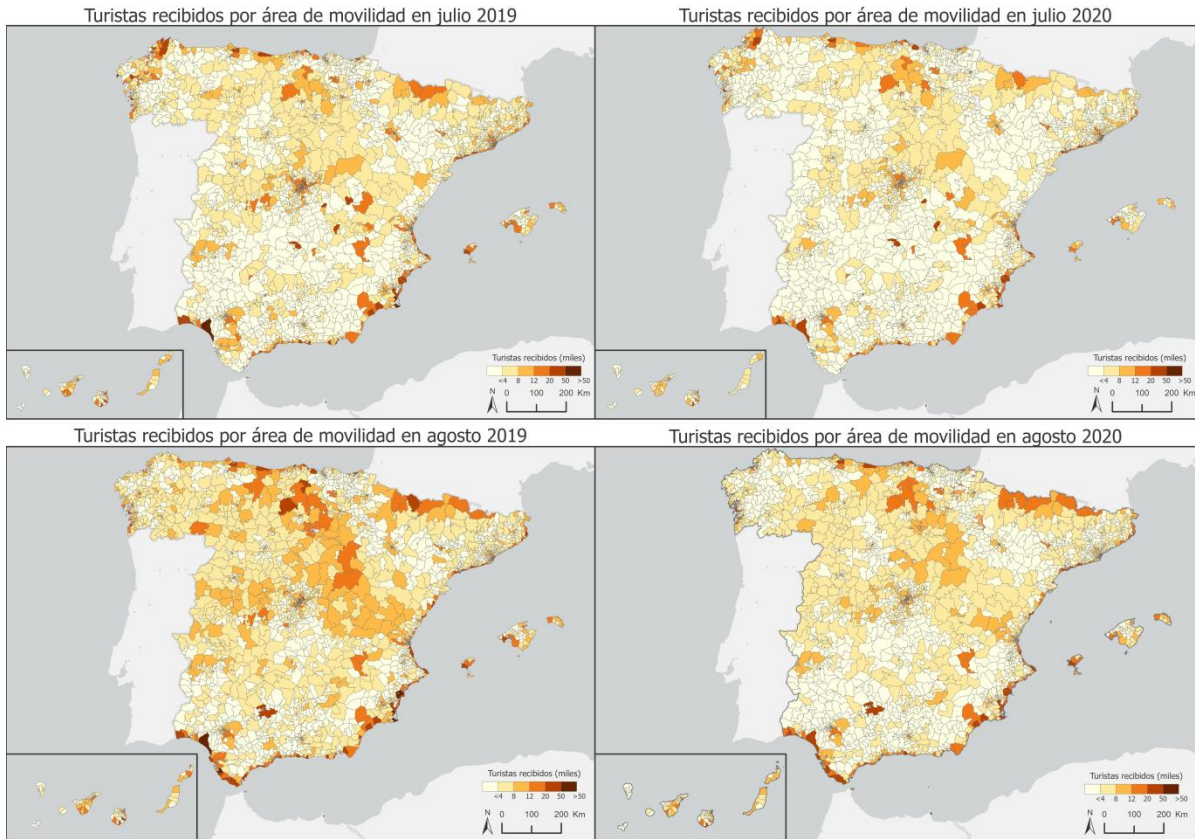 Turistas recibidos por área de movilidad en julio 2019
Turistas recibidos por área de movilidad en julio 2020
Turistas recibidos (miles)
<4 8 12 20 50 >50
N
0 100 200 Km
Turistas recibidos (miles)
<4 8 12 20 50 >50
N
0 100 200 Km
Turistas recibidos por área de movilidad en agosto 2019
Turistas recibidos por área de movilidad en agosto 2020
Turistas recibidos (miles)
<4 8 12 20 50 >50
N
0 100 200 Km
Turistas recibidos (miles)
<4 8 12 20 50 >50
N
0 100 200 Km